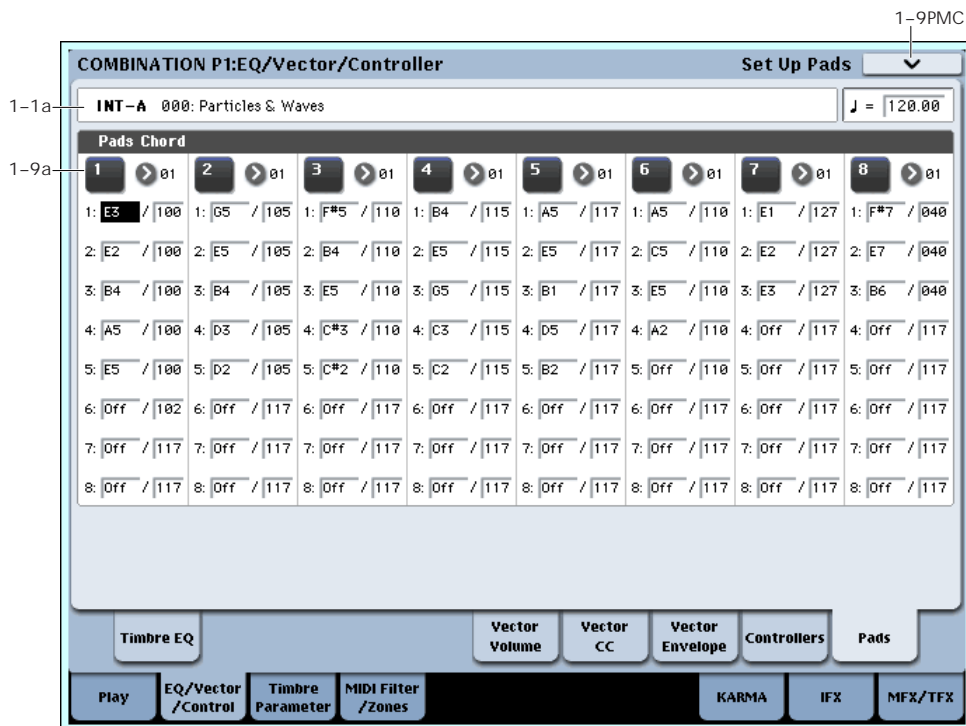 1–9PMC
COMBINATION P1:EQ/Vector/Controller Set Up Pads
1–1a INT-A 000: Particles & Waves ♩ = 120.00
Pads Chord
1–9a 1 01 2 01 3 01 4 01 5 01 6 01 7 01 8 01
1: E3 / 100 1: G5 / 105 1: F#5 / 110 1: B4 / 115 1: A5 / 117 1: A5 / 110 1: E1 / 127 1: F#7 / 040
2: E2 / 100 2: E5 / 105 2: B4 / 110 2: E5 / 115 2: E5 / 117 2: C5 / 110 2: E2 / 127 2: E7 / 040
3: B4 / 100 3: B4 / 105 3: E5 / 110 3: G5 / 115 3: B1 / 117 3: E5 / 110 3: E3 / 127 3: B6 / 040
4: A5 / 100 4: D3 / 105 4: C#3 / 110 4: C3 / 115 4: D5 / 117 4: A2 / 110 4: Off / 117 4: Off / 117
5: E5 / 100 5: D2 / 105 5: C#2 / 110 5: C2 / 115 5: B2 / 117 5: Off / 110 5: Off / 117 5: Off / 117
6: Off / 102 6: Off / 117 6: Off / 117 6: Off / 117 6: Off / 117 6: Off / 117 6: Off / 117 6: Off / 117
7: Off / 117 7: Off / 117 7: Off / 117 7: Off / 117 7: Off / 117 7: Off / 117 7: Off / 117 7: Off / 117
8: Off / 117 8: Off / 117 8: Off / 117 8: Off / 117 8: Off / 117 8: Off / 117 8: Off / 117 8: Off / 117
Timbre EQ Vector Volume Vector CC Vector Envelope Controllers Pads
Play EQ/Vector /Control Timbre Parameter MIDI Filter /Zones KARMA IFX MFX/TFX